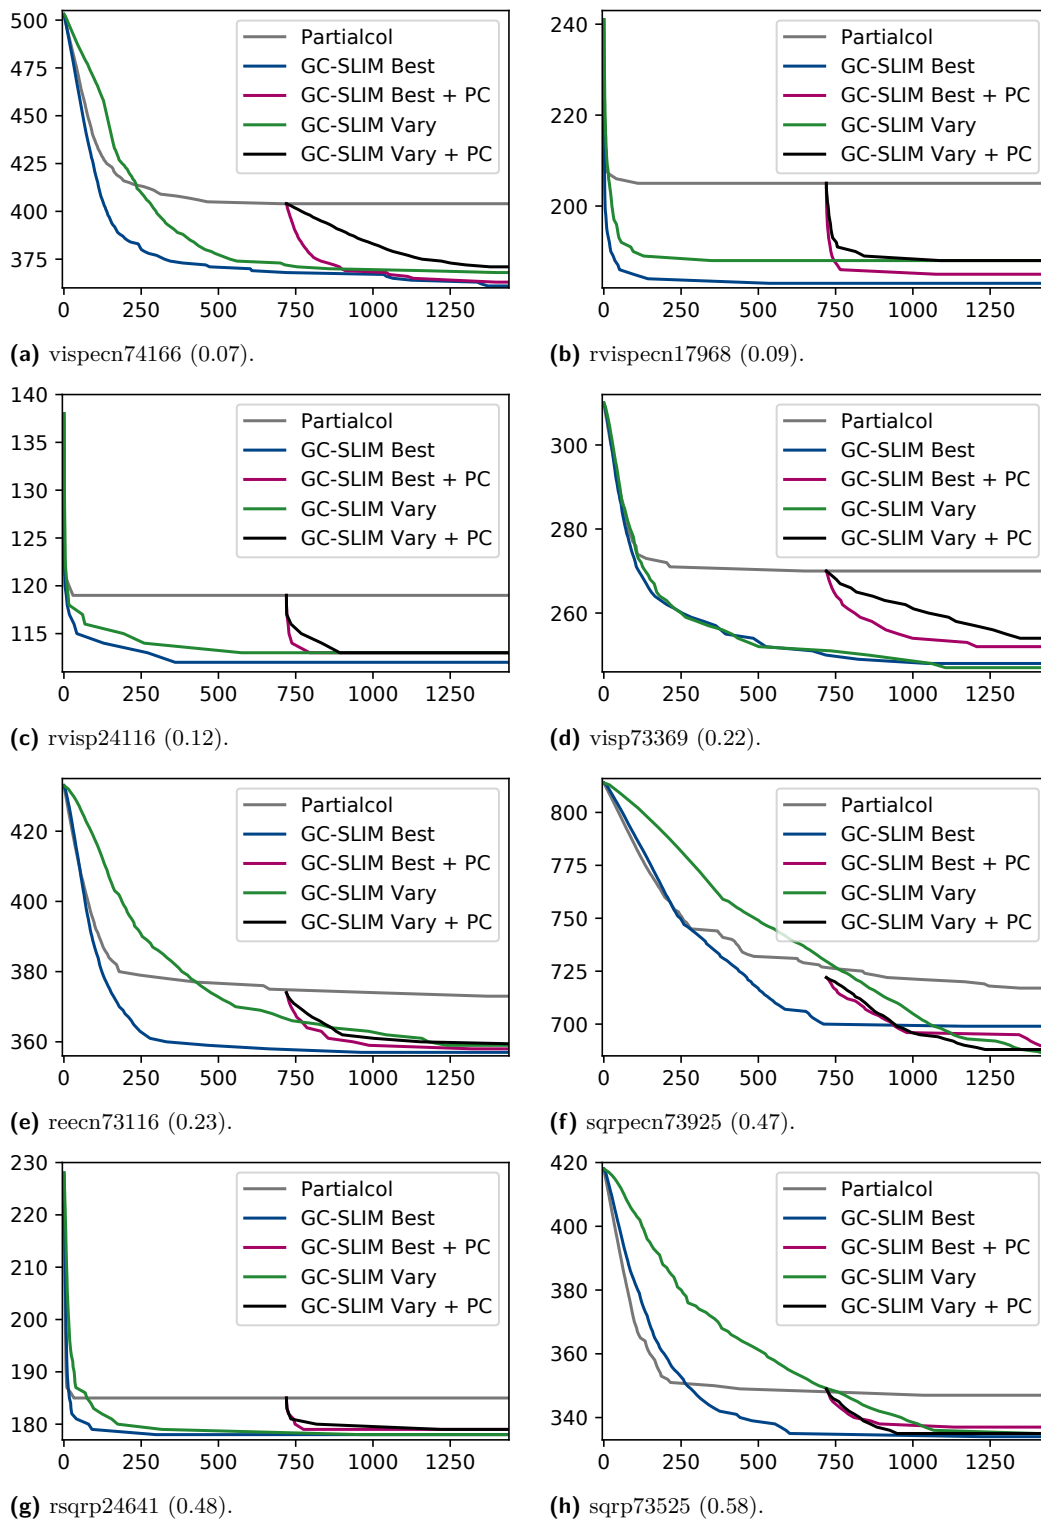 500
475
450
425
400
375
0 250 500 750 1000 1250
Partialcol
GC-SLIM Best
GC-SLIM Best + PC
GC-SLIM Vary
GC-SLIM Vary + PC
(a) vispecn74166 (0.07).
240
220
200
0 250 500 750 1000 1250
Partialcol
GC-SLIM Best
GC-SLIM Best + PC
GC-SLIM Vary
GC-SLIM Vary + PC
(b) rvispecn17968 (0.09).
140
135
130
125
120
115
0 250 500 750 1000 1250
Partialcol
GC-SLIM Best
GC-SLIM Best + PC
GC-SLIM Vary
GC-SLIM Vary + PC
(c) rvisp24116 (0.12).
300
280
260
0 250 500 750 1000 1250
Partialcol
GC-SLIM Best
GC-SLIM Best + PC
GC-SLIM Vary
GC-SLIM Vary + PC
(d) visp73369 (0.22).
420
400
380
360
0 250 500 750 1000 1250
Partialcol
GC-SLIM Best
GC-SLIM Best + PC
GC-SLIM Vary
GC-SLIM Vary + PC
(e) reecn73116 (0.23).
800
775
750
725
700
0 250 500 750 1000 1250
Partialcol
GC-SLIM Best
GC-SLIM Best + PC
GC-SLIM Vary
GC-SLIM Vary + PC
(f) sqrpecn73925 (0.47).
230
220
210
200
190
180
0 250 500 750 1000 1250
Partialcol
GC-SLIM Best
GC-SLIM Best + PC
GC-SLIM Vary
GC-SLIM Vary + PC
(g) rsqrp24641 (0.48).
420
400
380
360
340
0 250 500 750 1000 1250
Partialcol
GC-SLIM Best
GC-SLIM Best + PC
GC-SLIM Vary
GC-SLIM Vary + PC
(h) sqrp73525 (0.58).